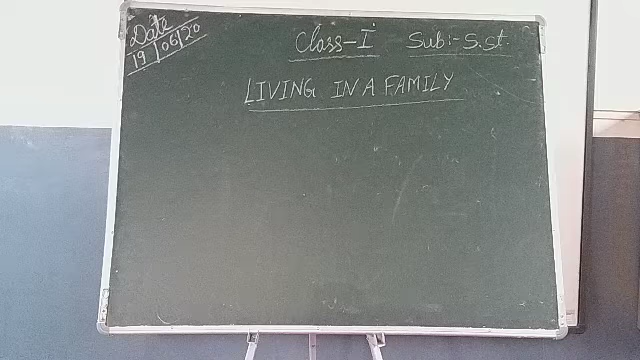 Date
19/06/20
Class-I Sub:-S.st.
LIVING IN A FAMILY